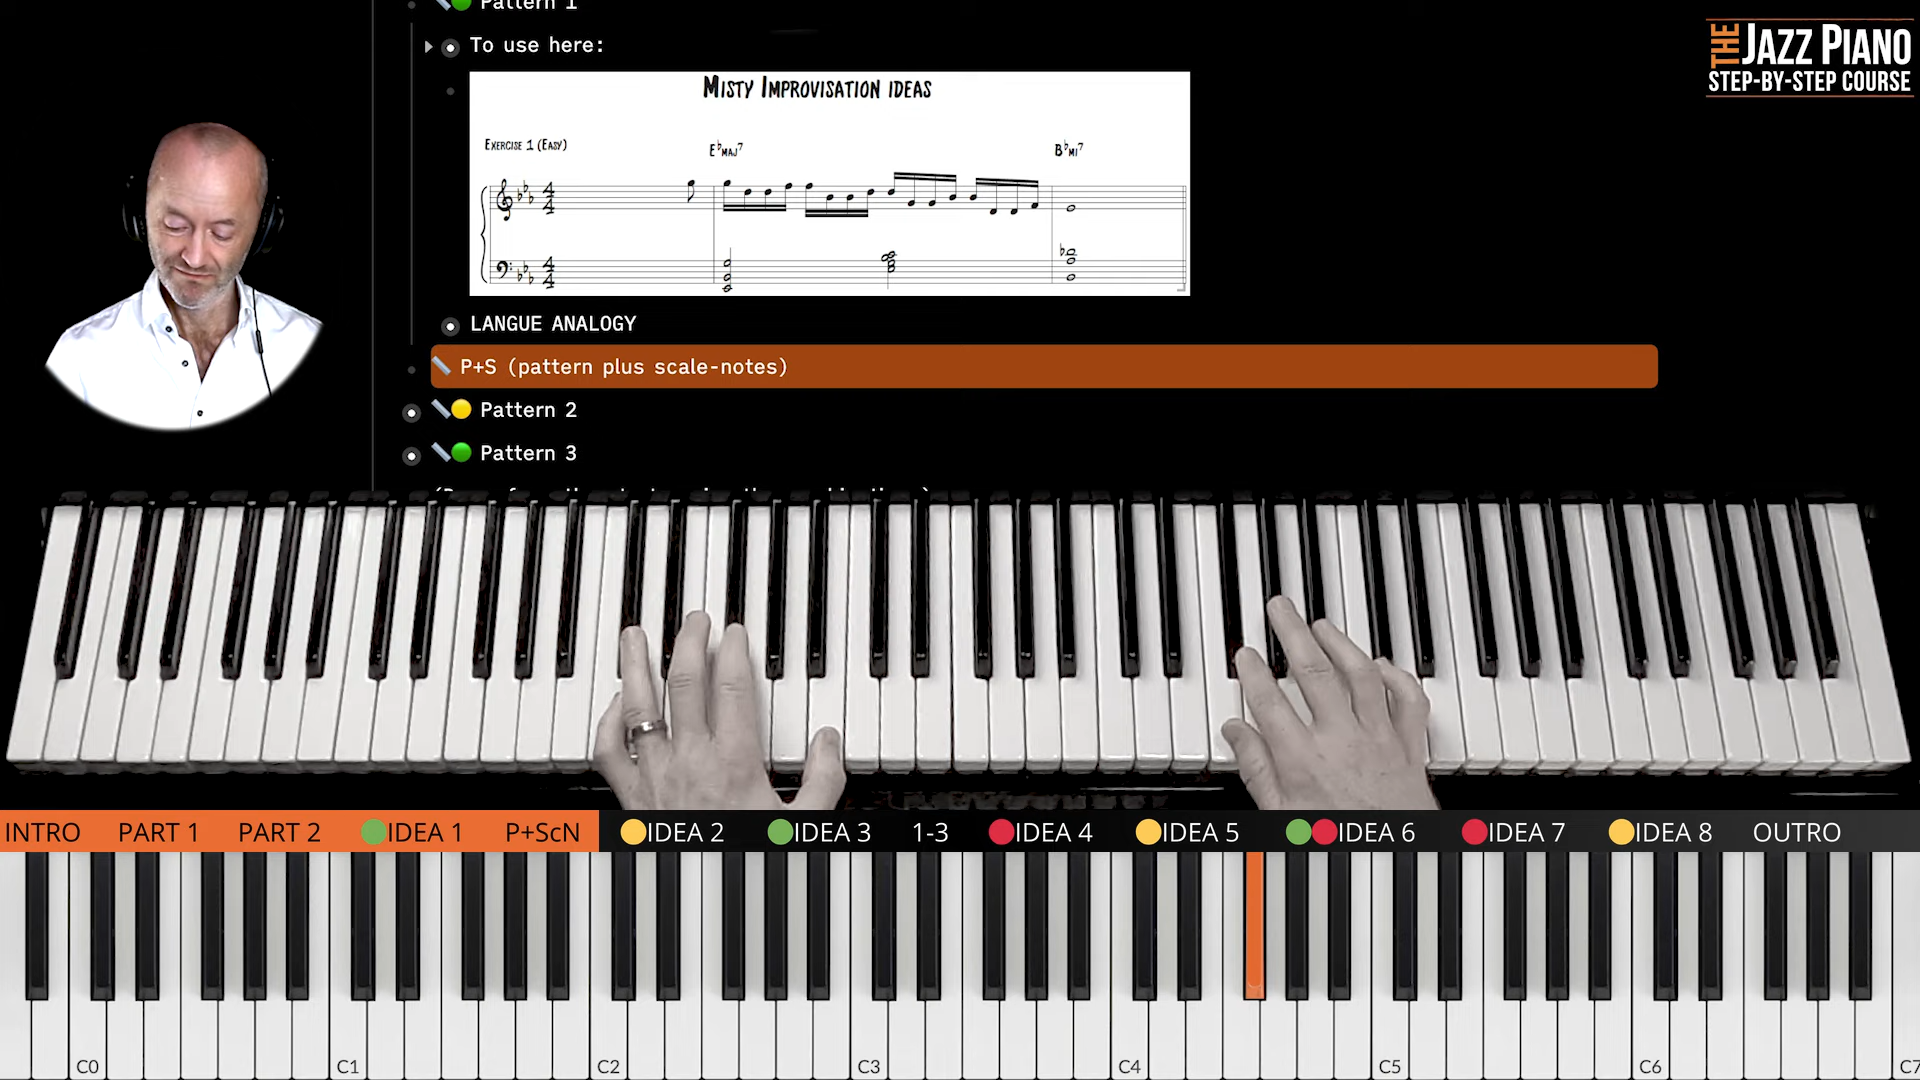 Pattern 1
To use here:
MISTY IMPROVISATION IDEAS
EXERCISE 1 (EASY)
E♭MAJ7
B♭MI7
LANGUE ANALOGY
P+S (pattern plus scale-notes)
Pattern 2
Pattern 3
THE JAZZ PIANO
STEP-BY-STEP COURSE
INTRO PART 1 PART 2 IDEA 1 P+ScN IDEA 2 IDEA 3 1-3 IDEA 4 IDEA 5 IDEA 6 IDEA 7 IDEA 8 OUTRO
C0 C1 C2 C3 C4 C5 C6 C7